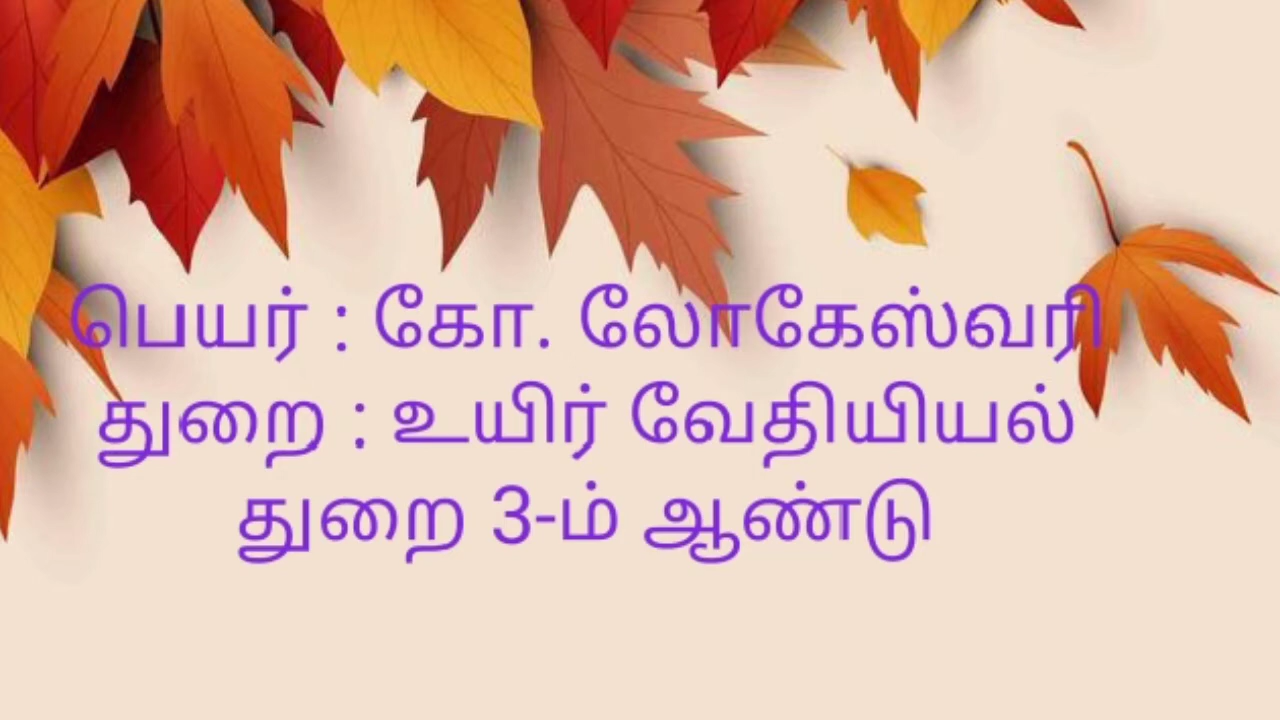 பெயர் : கோ. லோகேஸ்வரி
துறை : உயிர் வேதியியல்
துறை 3-ம் ஆண்டு